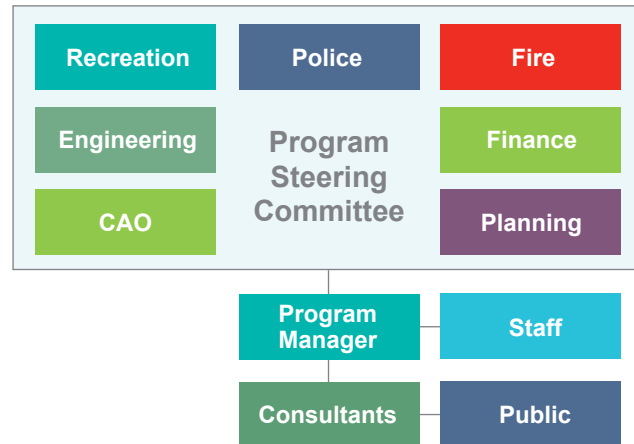 Recreation
Police
Fire
Engineering
Program
Steering
Committee
Finance
CAO
Planning
Program
Manager
Staff
Consultants
Public